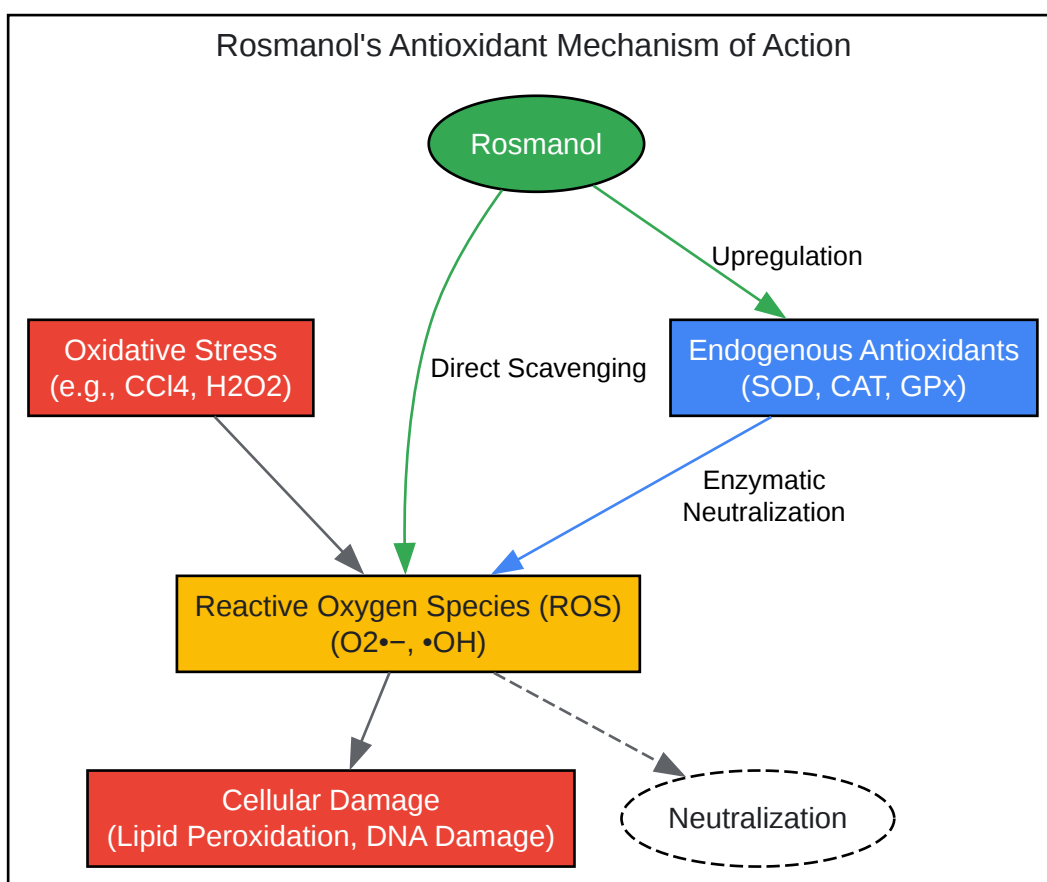 Rosmanol's Antioxidant Mechanism of Action
Rosmanol
Upregulation
Oxidative Stress
(e.g., CCl4, H2O2)
Direct Scavenging
Endogenous Antioxidants
(SOD, CAT, GPx)
Enzymatic
Neutralization
Reactive Oxygen Species (ROS)
(O2•−, •OH)
Cellular Damage
(Lipid Peroxidation, DNA Damage)
Neutralization